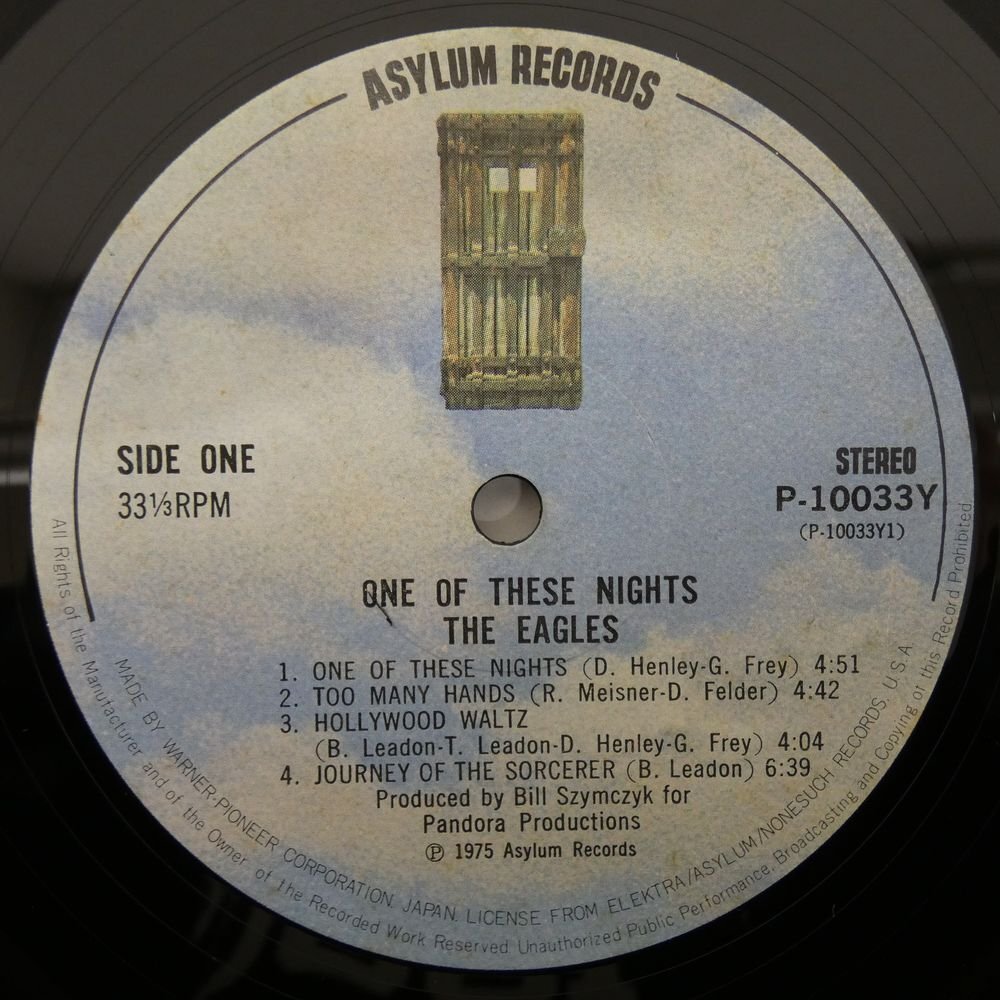 ASYLUM RECORDS
SIDE ONE
33⅓RPM
STEREO
P-10033Y
(P-10033Y1)
ONE OF THESE NIGHTS
THE EAGLES
1. ONE OF THESE NIGHTS (D. Henley-G. Frey) 4:51
2. TOO MANY HANDS (R. Meisner-D. Felder) 4:42
3. HOLLYWOOD WALTZ
(B. Leadon-T. Leadon-D. Henley-G. Frey) 4:04
4. JOURNEY OF THE SORCERER (B. Leadon) 6:39
Produced by Bill Szymczyk for
Pandora Productions
Ⓟ 1975 Asylum Records
MADE BY WARNER-PIONEER CORPORATION, JAPAN. LICENSE FROM ELEKTRA/ASYLUM/NONESUCH RECORDS, U.S.A.
All Rights of the Manufacturer and of the Owner of the Recorded Work Reserved. Unauthorized Public Performance, Broadcasting and Copying of this Record Prohibited